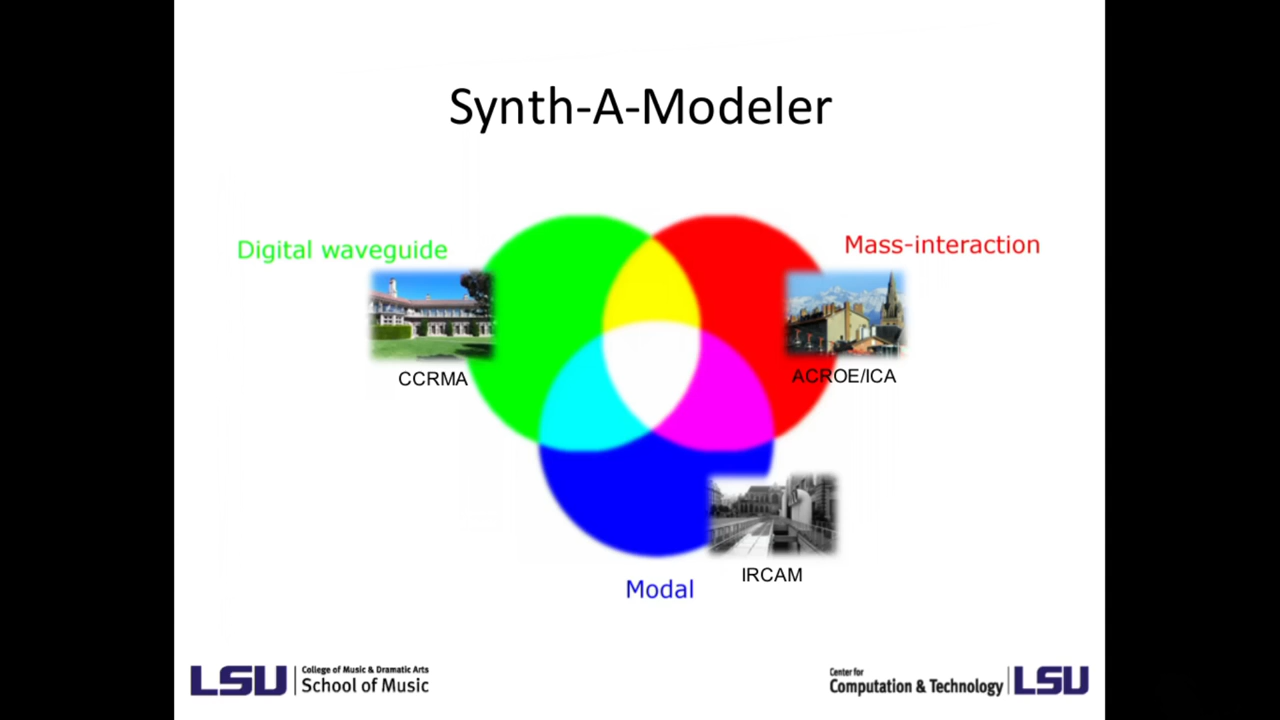 Synth-A-Modeler
Digital waveguide
Mass-interaction
CCRMA
ACROE/ICA
IRCAM
Modal
LSU
College of Music & Dramatic Arts
School of Music
Center for
Computation & Technology
LSU